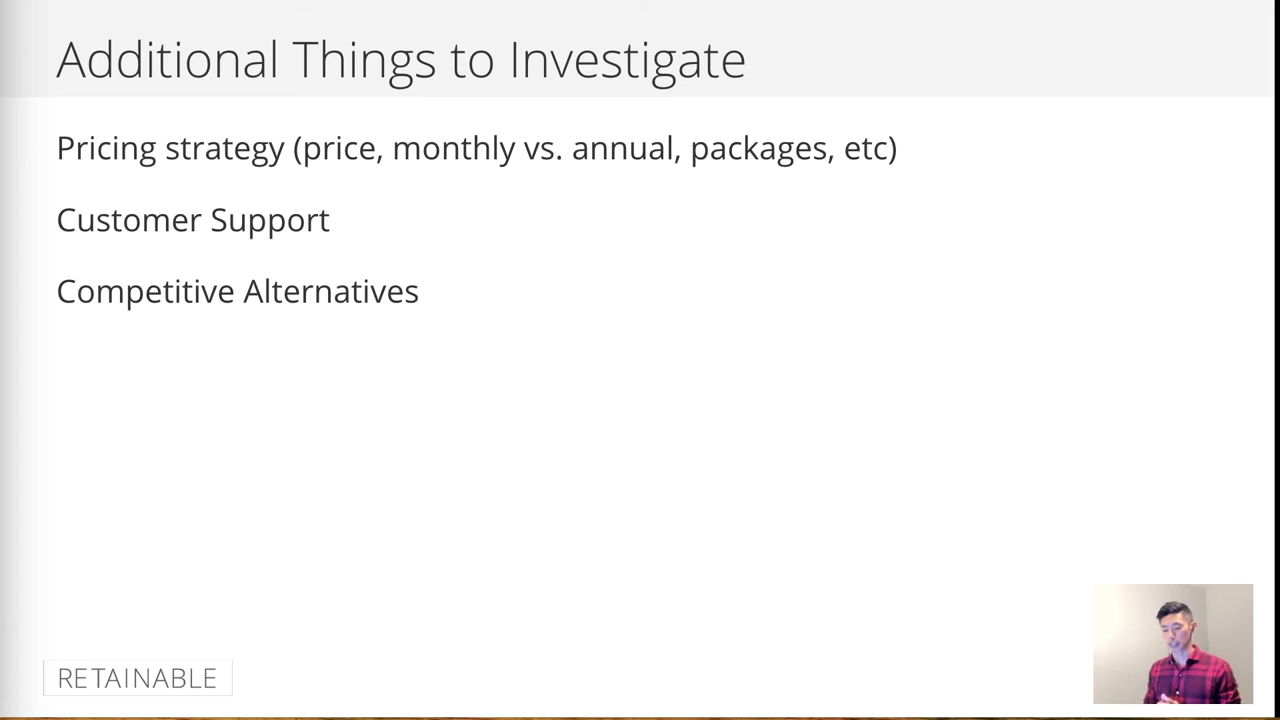 Additional Things to Investigate
Pricing strategy (price, monthly vs. annual, packages, etc)
Customer Support
Competitive Alternatives
RETAINABLE